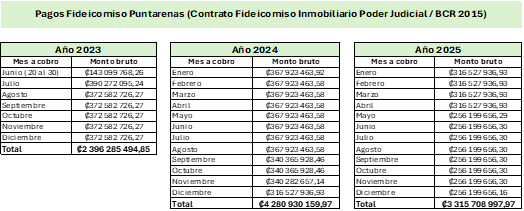 Pagos Fideicomiso Puntarenas (Contrato Fideicomiso Inmobiliario Poder Judicial / BCR 2015)
Año 2023
Mes a cobro Monto bruto
Junio (20 al 30) ₡143 099 768,26
Julio ₡390 272 095,24
Agosto ₡372 582 726,27
Septiembre ₡372 582 726,27
Octubre ₡372 582 726,27
Noviembre ₡372 582 726,27
Diciembre ₡372 582 726,27
Total ₡2 396 285 494,85
Año 2024
Mes a cobro Monto bruto
Enero ₡367 923 463,92
Febrero ₡367 923 463,58
Marzo ₡367 923 463,58
Abril ₡367 923 463,58
Mayo ₡367 923 463,58
Junio ₡367 923 463,58
Julio ₡367 923 463,58
Agosto ₡367 923 463,58
Septiembre ₡340 365 928,46
Octubre ₡340 365 928,46
Noviembre ₡340 282 657,14
Diciembre ₡316 527 936,93
Total ₡4 280 930 159,97
Año 2025
Mes a cobro Monto bruto
Enero ₡316 527 936,93
Febrero ₡316 527 936,93
Marzo ₡316 527 936,93
Abril ₡316 527 936,93
Mayo ₡256 199 656,29
Junio ₡256 199 656,30
Julio ₡256 199 656,30
Agosto ₡256 199 656,30
Septiembre ₡256 199 656,30
Octubre ₡256 199 656,30
Noviembre ₡256 199 656,30
Diciembre ₡256 199 656,16
Total ₡3 315 708 997,97